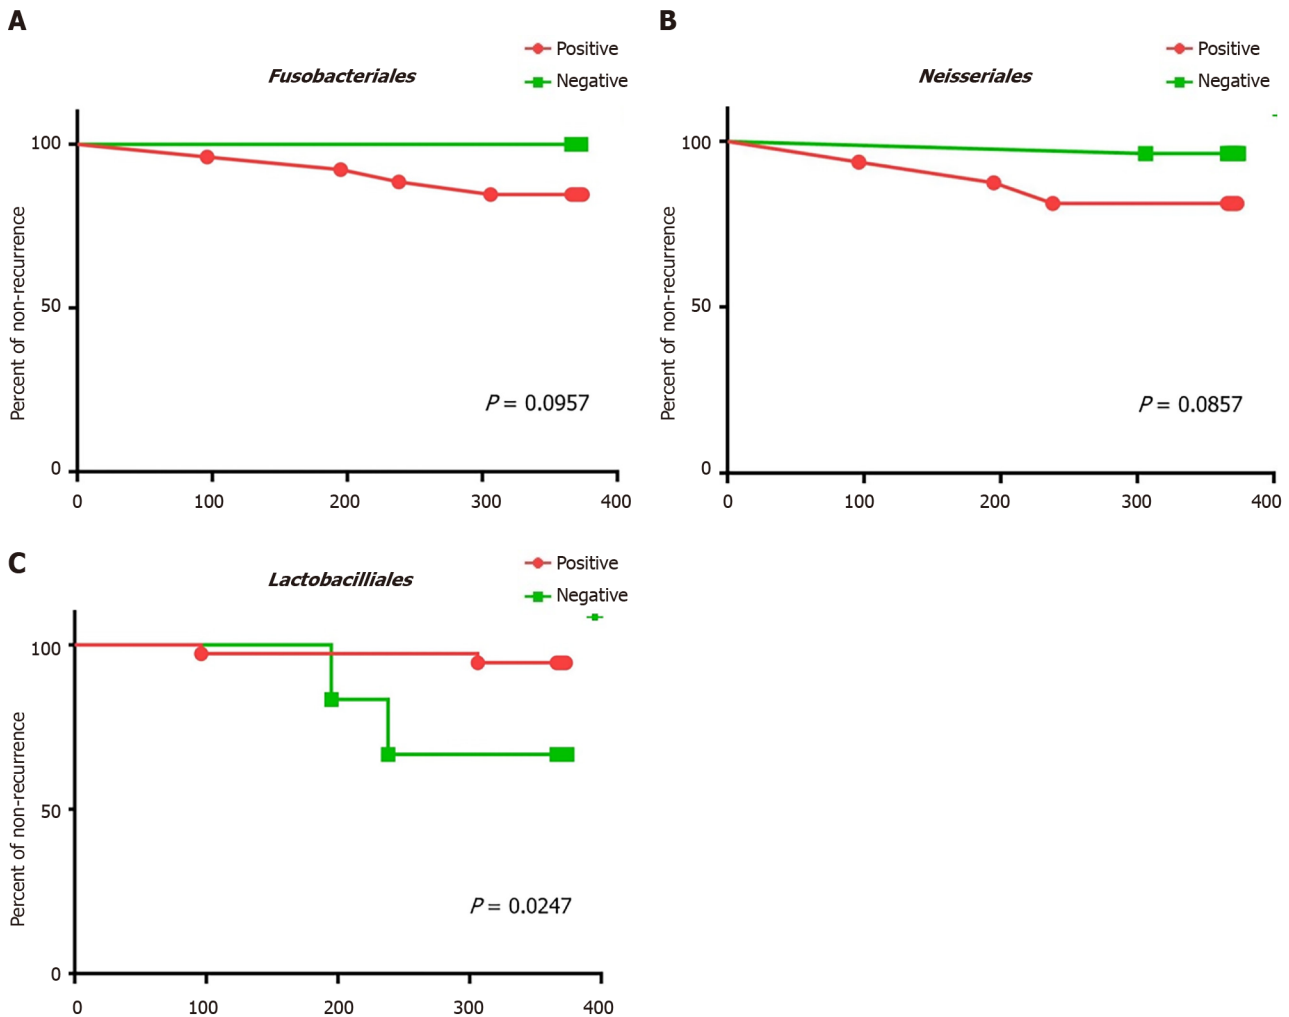 A
Fusobacteriales
Positive
Negative
Percent of non-recurrence
100
50
0
P = 0.0957
0 100 200 300 400
B
Neisseriales
Positive
Negative
Percent of non-recurrence
100
50
0
P = 0.0857
0 100 200 300 400
C
Lactobacilliales
Positive
Negative
Percent of non-recurrence
100
50
0
P = 0.0247
0 100 200 300 400